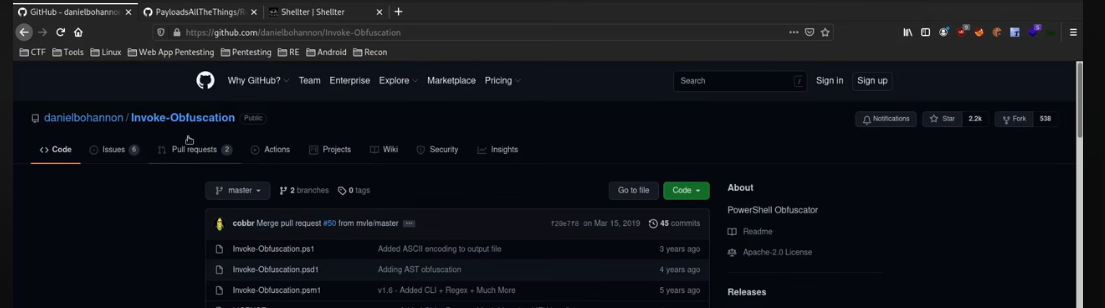 GitHub - danielbohannon
PayloadsAllTheThings/R
Shellter | Shellter
https://github.com/danielbohannon/Invoke-Obfuscation
CTF Tools Linux Web App Pentesting Pentesting RE Android Recon
Why GitHub? Team Enterprise Explore Marketplace Pricing Search / Sign in Sign up
danielbohannon / Invoke-Obfuscation Public Notifications Star 2.2k Fork 538
Code Issues 6 Pull requests 2 Actions Projects Wiki Security Insights
master 2 branches 0 tags Go to file Code About
cobbr Merge pull request #50 from mvle/master ... f20e7f8 on Mar 15, 2019 45 commits
PowerShell Obfuscator
Readme
Invoke-Obfuscation.ps1 Added ASCII encoding to output file 3 years ago
Apache-2.0 License
Invoke-Obfuscation.psd1 Adding AST obfuscation 4 years ago
Invoke-Obfuscation.psm1 v1.6 - Added CLI + Regex + Much More 5 years ago
Releases